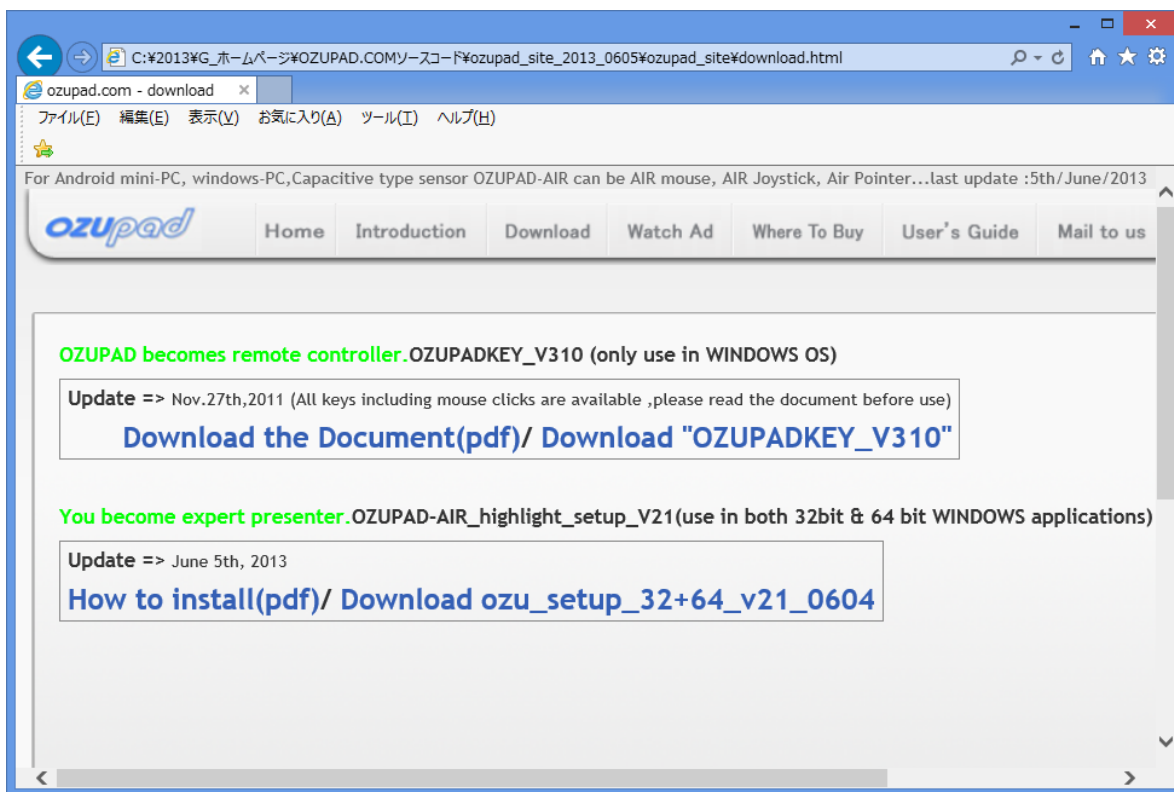 C:¥2013¥G_ホームページ¥OZUPAD.COMソースコード¥ozupad_site_2013_0605¥ozupad_site¥download.html
ozupad.com - download
ファイル(F) 編集(E) 表示(V) お気に入り(A) ツール(T) ヘルプ(H)
For Android mini-PC, windows-PC,Capacitive type sensor OZUPAD-AIR can be AIR mouse, AIR Joystick, Air Pointer...last update :5th/June/2013
ozupad Home Introduction Download Watch Ad Where To Buy User's Guide Mail to us
OZUPAD becomes remote controller.OZUPADKEY_V310 (only use in WINDOWS OS)
Update => Nov.27th,2011 (All keys including mouse clicks are available ,please read the document before use)
Download the Document(pdf)/ Download "OZUPADKEY_V310"
You become expert presenter.OZUPAD-AIR_highlight_setup_V21(use in both 32bit & 64 bit WINDOWS applications)
Update => June 5th, 2013
How to install(pdf)/ Download ozu_setup_32+64_v21_0604